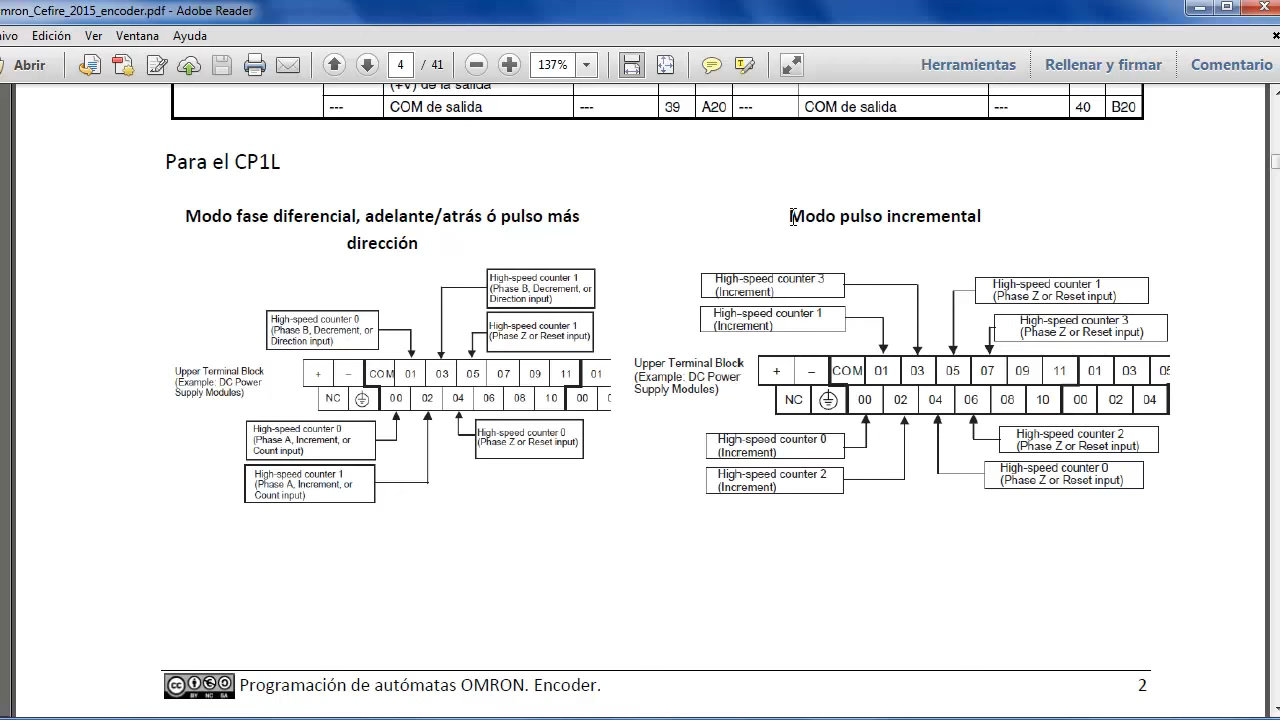 mron_Cefire_2015_encoder.pdf - Adobe Reader
ivo Edición Ver Ventana Ayuda
Abrir 4 / 41 137% Herramientas Rellenar y firmar Comentario
(+V) de la salida
--- COM de salida --- 39 A20 --- COM de salida --- 40 B20
Para el CP1L
Modo fase diferencial, adelante/atrás ó pulso más
dirección
High-speed counter 1
(Phase B, Decrement, or
Direction input)
High-speed counter 0
(Phase B, Decrement, or
Direction input)
High-speed counter 1
(Phase Z or Reset input)
Upper Terminal Block
(Example: DC Power
Supply Modules)
+ – COM 01 03 05 07 09 11 01
NC 00 02 04 06 08 10 00
High-speed counter 0
(Phase A, Increment, or
Count input)
High-speed counter 0
(Phase Z or Reset input)
High-speed counter 1
(Phase A, Increment, or
Count input)
Modo pulso incremental
High-speed counter 3
(Increment)
High-speed counter 1
(Phase Z or Reset input)
High-speed counter 1
(Increment)
High-speed counter 3
(Phase Z or Reset input)
Upper Terminal Block
(Example: DC Power
Supply Modules)
+ – COM 01 03 05 07 09 11 01 03 05
NC 00 02 04 06 08 10 00 02 04
High-speed counter 0
(Increment)
High-speed counter 2
(Phase Z or Reset input)
High-speed counter 2
(Increment)
High-speed counter 0
(Phase Z or Reset input)
cc BY NC SA Programación de autómatas OMRON. Encoder. 2